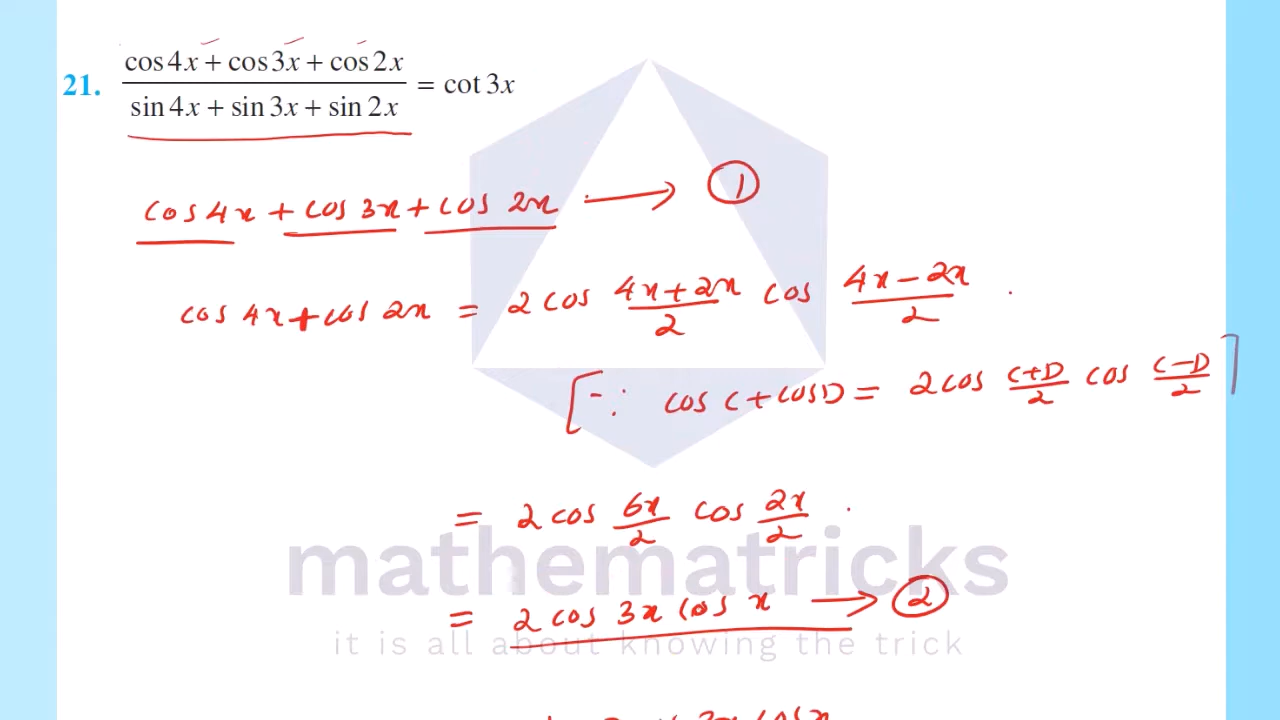 21. (cos 4x + cos 3x + cos 2x)/(sin 4x + sin 3x + sin 2x) = cot 3x
cos 4x + cos 3x + cos 2x → ①
cos 4x + cos 2x = 2 cos (4x + 2x)/2 cos (4x − 2x)/2
[∵ cos C + cos D = 2 cos (C+D)/2 cos (C−D)/2]
= 2 cos 6x/2 cos 2x/2
mathematricks
= 2 cos 3x cos x → ②
it is all about knowing the trick